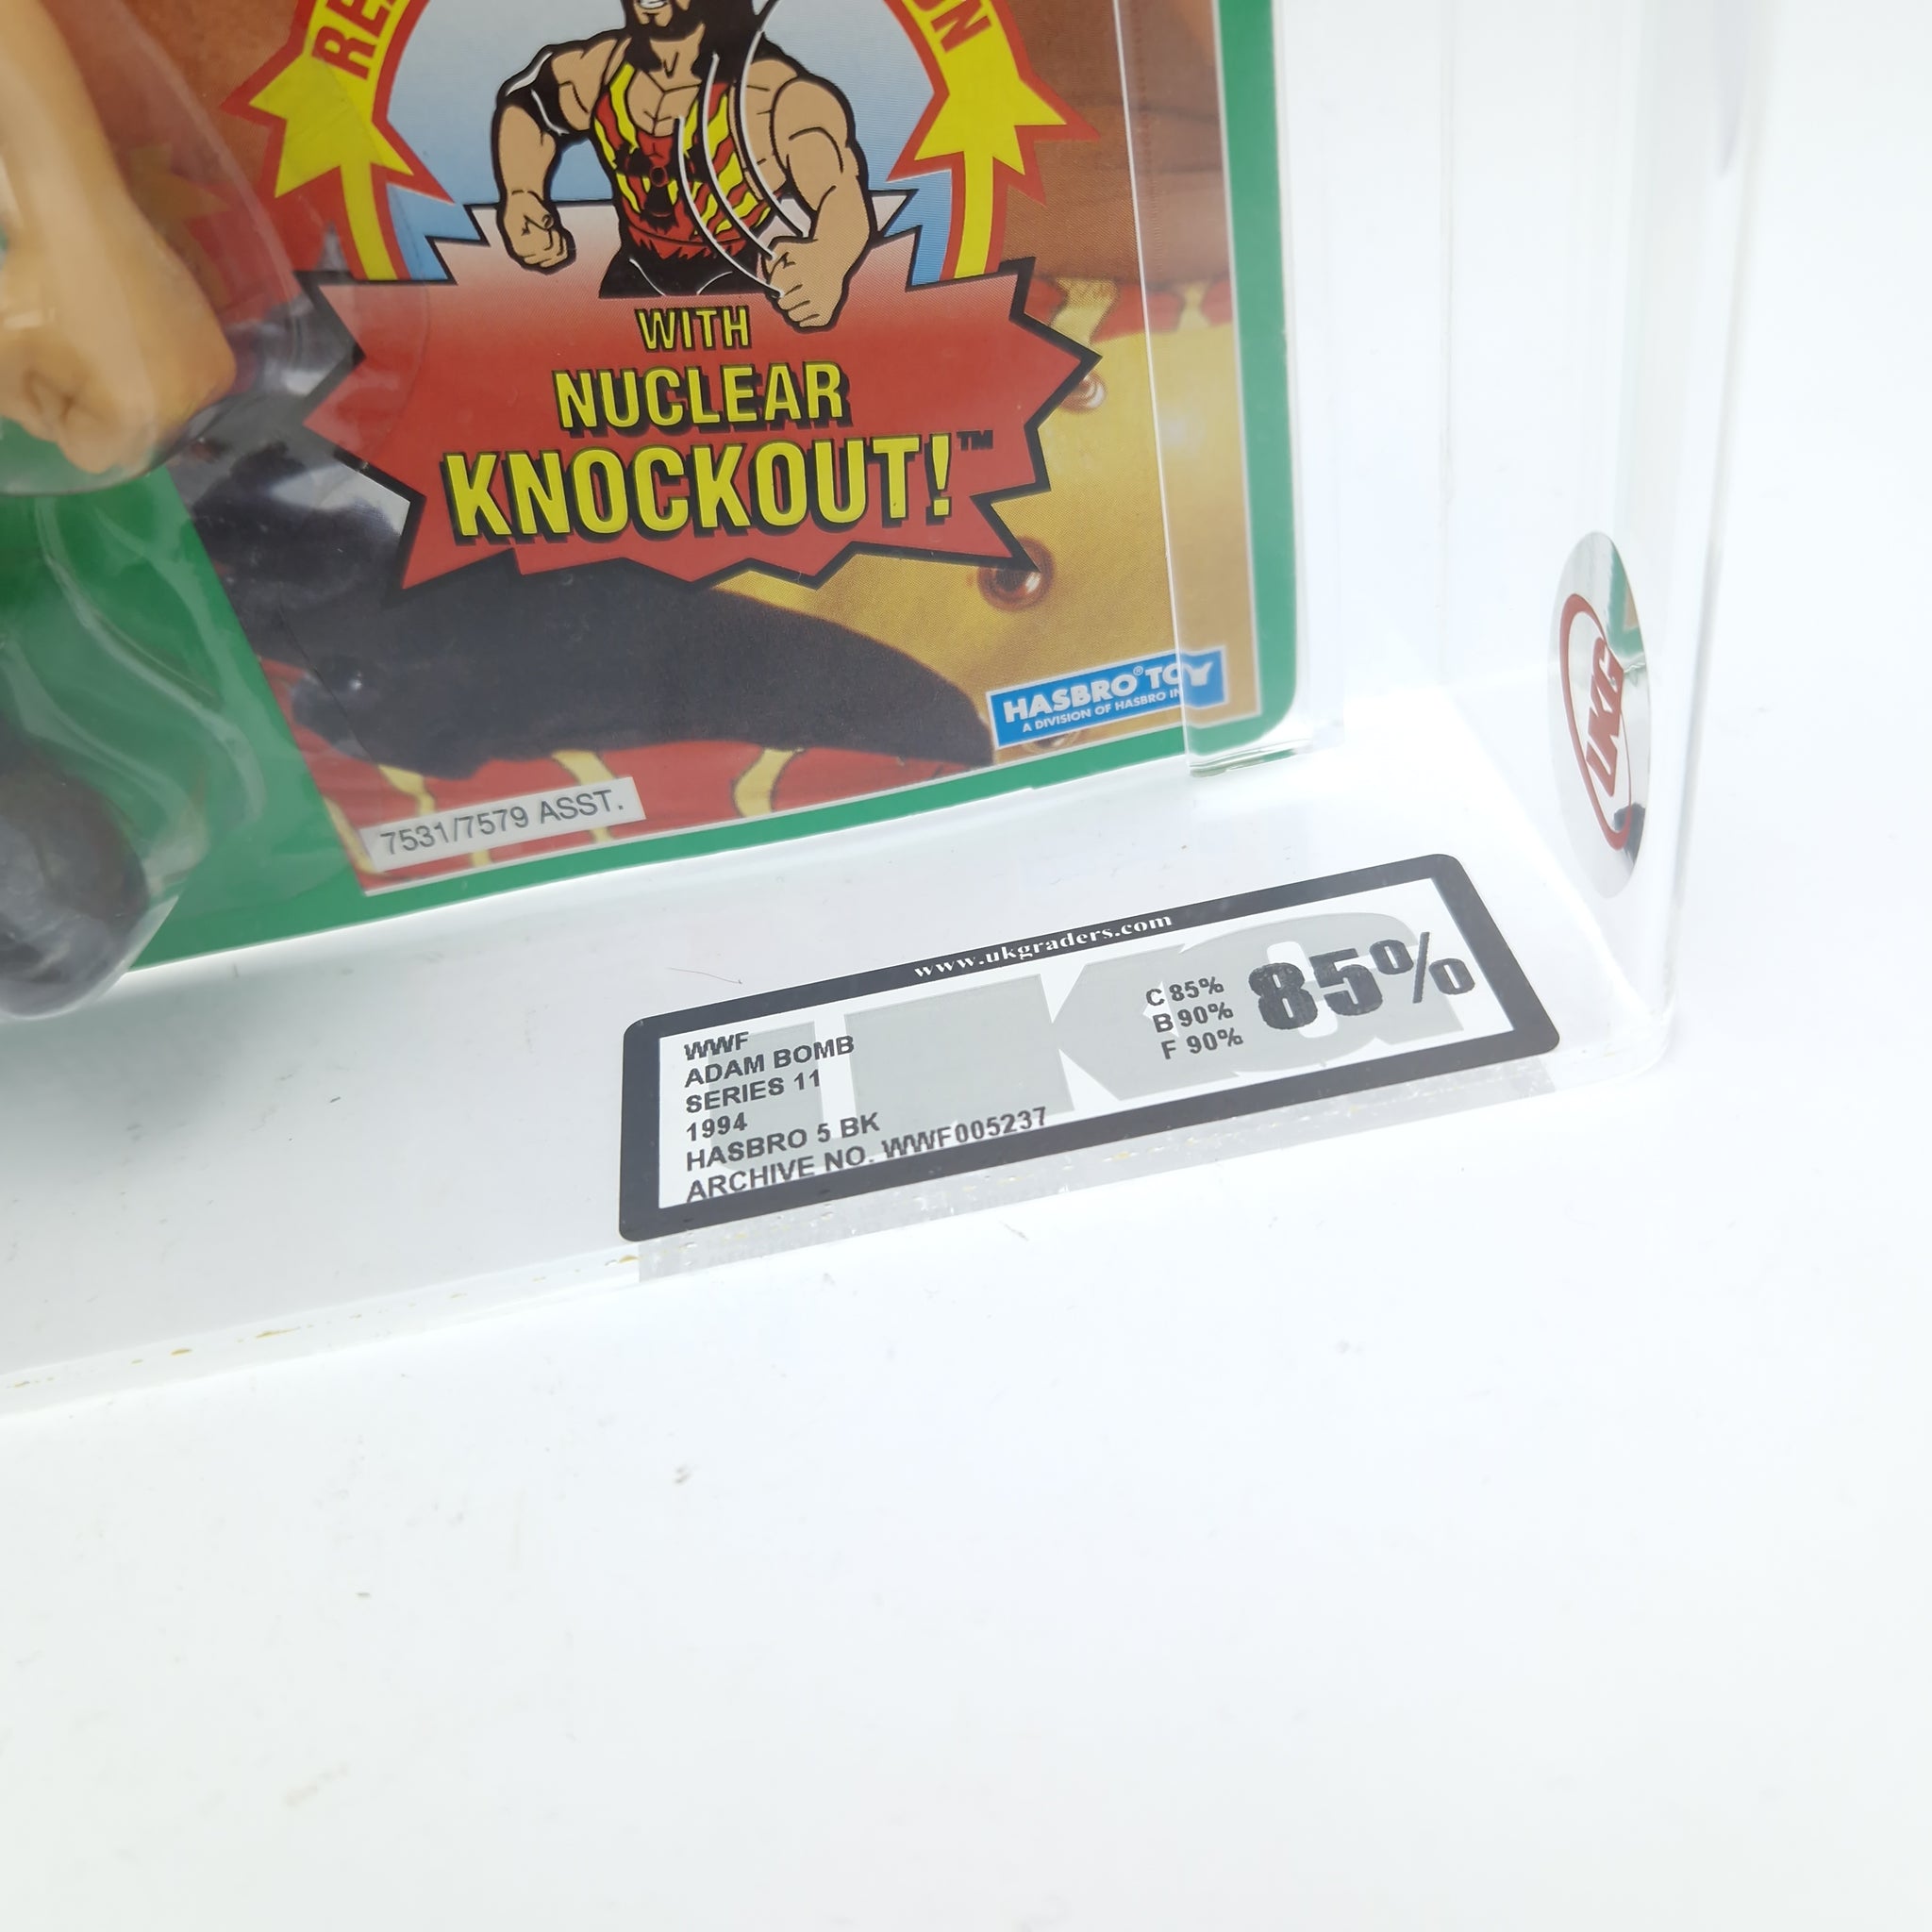 WITH
NUCLEAR
KNOCKOUT!™
HASBRO® TOY
A DIVISION OF HASBRO
7531/7579 ASST.
UKG
www.ukgraders.com
WWF
ADAM BOMB
SERIES 11
1994
HASBRO 5 BK
ARCHIVE NO. WWF005237
C 85%
B 90%
F 90%
85%
UKG